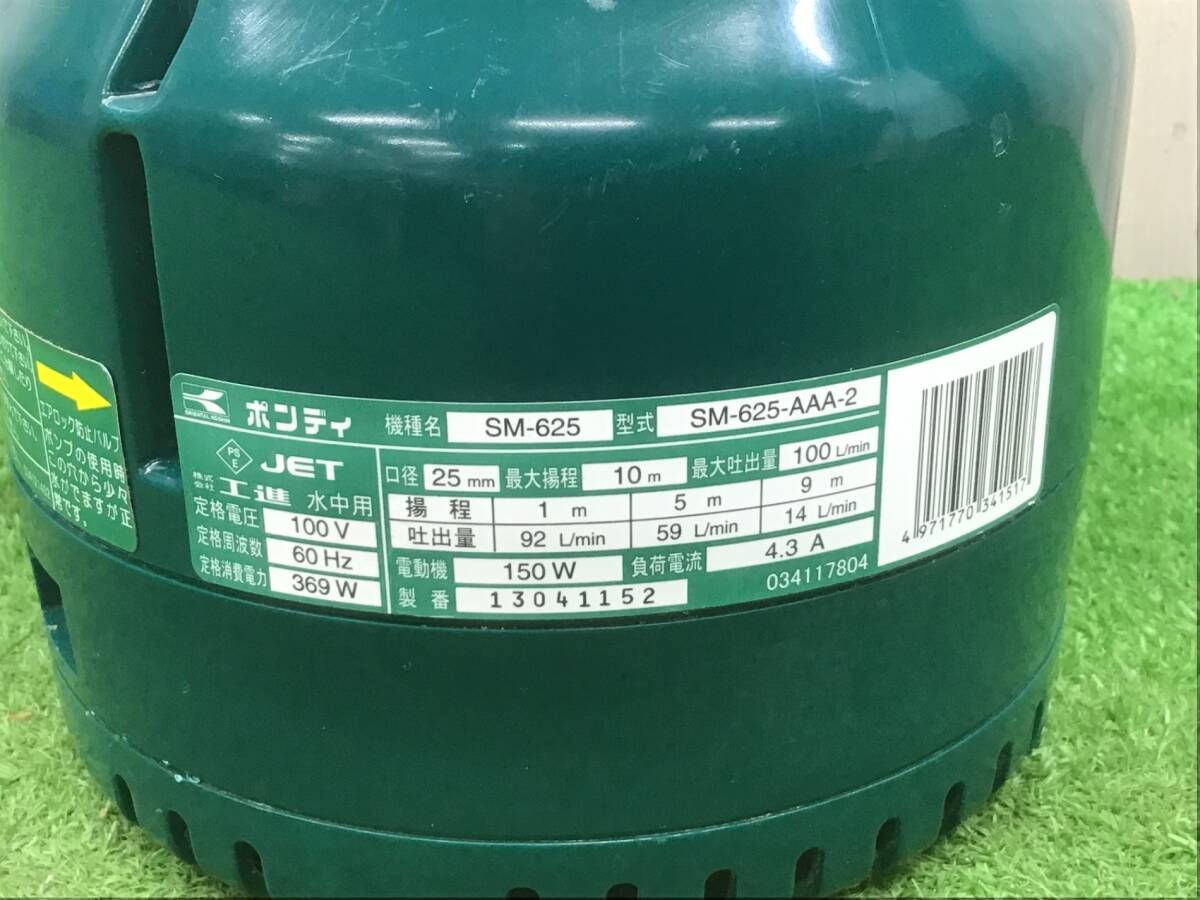 ORIENTAL KOSHIN
ポンディ
機種名 SM-625 型式 SM-625-AAA-2
PS
E
JET
株式
会社 工進 水中用
定格電圧 100 V
定格周波数 60 Hz
定格消費電力 369 W
口径 25 mm 最大揚程 10 m 最大吐出量 100 L/min
揚程 1 m 5 m 9 m
吐出量 92 L/min 59 L/min 14 L/min
電動機 150 W 負荷電流 4.3 A
製番 13041152
034117804
4 971770 341517
エアロック防止バルブ
ポンプの使用時
この穴から少々
水がでますが正
常です。